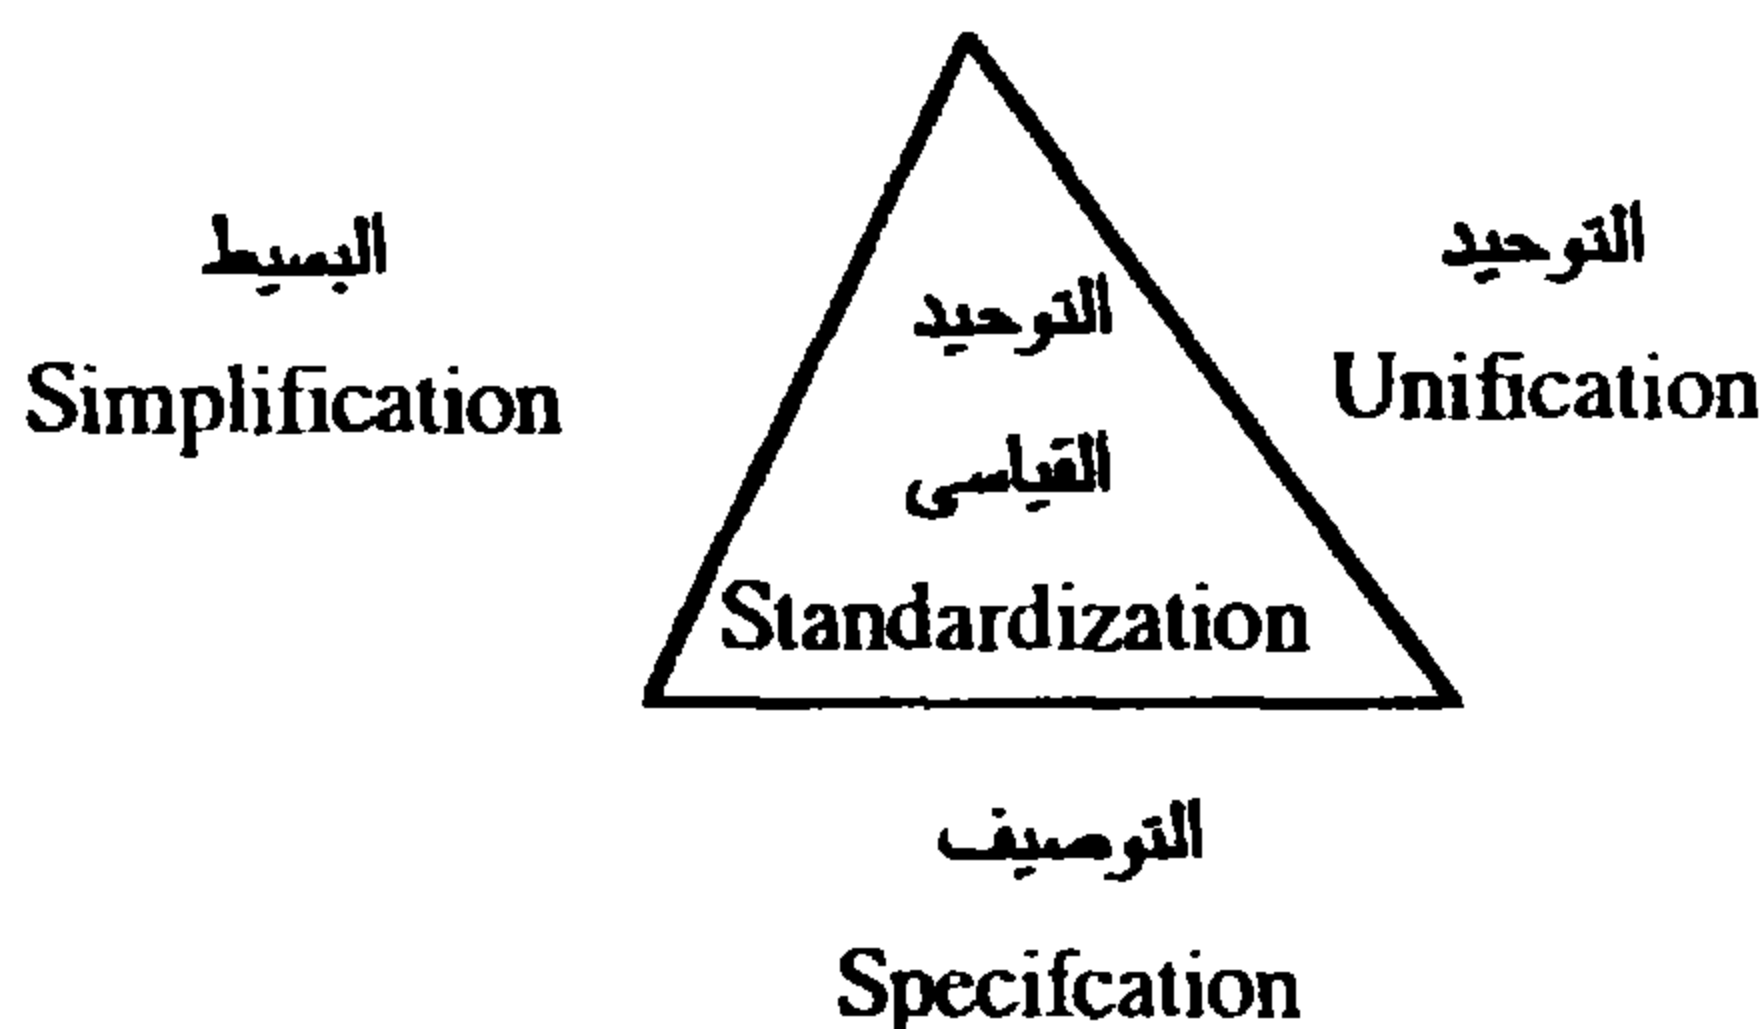 التوحيد
Unification
البسيط
Simplification
التوحيد
القياسى
Standardization
التوصيف
Specifcation